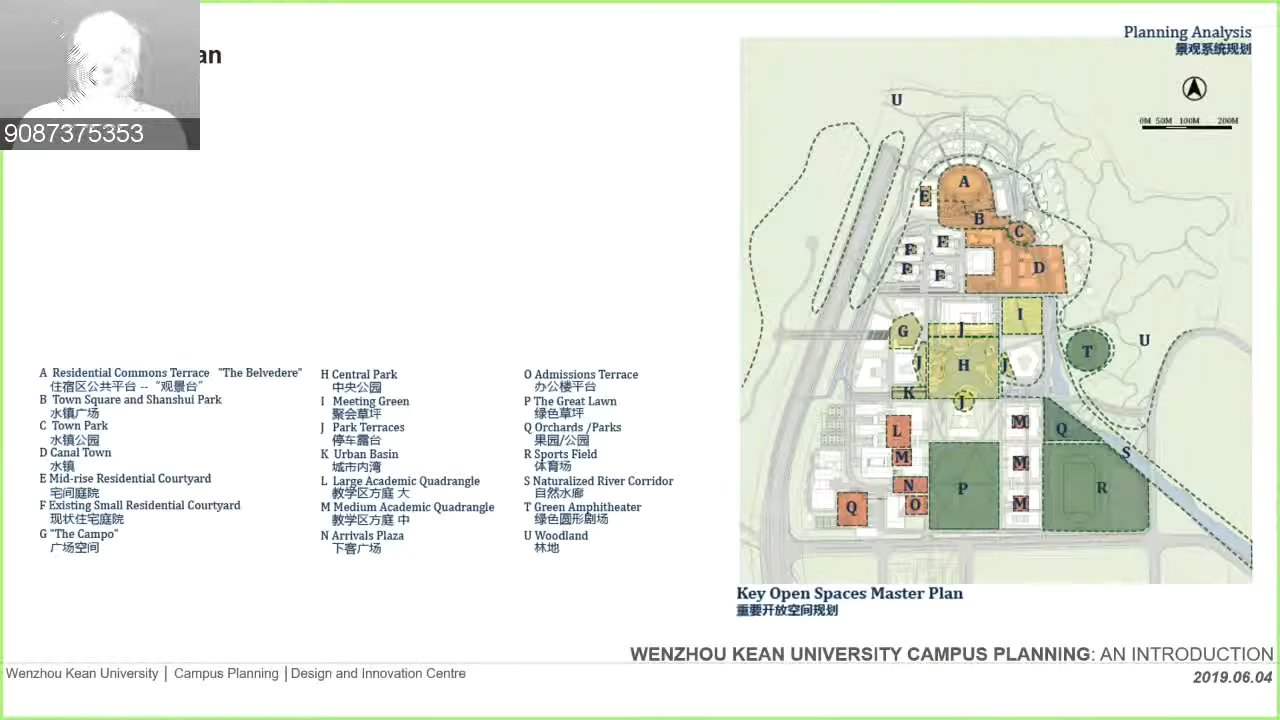 an
9087375353
Planning Analysis
景观系统规划
0M 50M 100M 200M
U
A
E
B
C
E
F
D
F
E
I
G
J
U
T
J
H
J
K
J
M
L
Q
M
M
S
N
P
R
Q
O
M
A Residential Commons Terrace "The Belvedere"
住宿区公共平台 -- “观景台”
B Town Square and Shanshui Park
水镇广场
C Town Park
水镇公园
D Canal Town
水镇
E Mid-rise Residential Courtyard
宅间庭院
F Existing Small Residential Courtyard
现状住宅庭院
G "The Campo"
广场空间
H Central Park
中央公园
I Meeting Green
聚会草坪
J Park Terraces
停车露台
K Urban Basin
城市内湾
L Large Academic Quadrangle
教学区方庭 大
M Medium Academic Quadrangle
教学区方庭 中
N Arrivals Plaza
下客广场
O Admissions Terrace
办公楼平台
P The Great Lawn
绿色草坪
Q Orchards /Parks
果园/公园
R Sports Field
体育场
S Naturalized River Corridor
自然水廊
T Green Amphitheater
绿色圆形剧场
U Woodland
林地
Key Open Spaces Master Plan
重要开放空间规划
WENZHOU KEAN UNIVERSITY CAMPUS PLANNING: AN INTRODUCTION
Wenzhou Kean University | Campus Planning | Design and Innovation Centre
2019.06.04